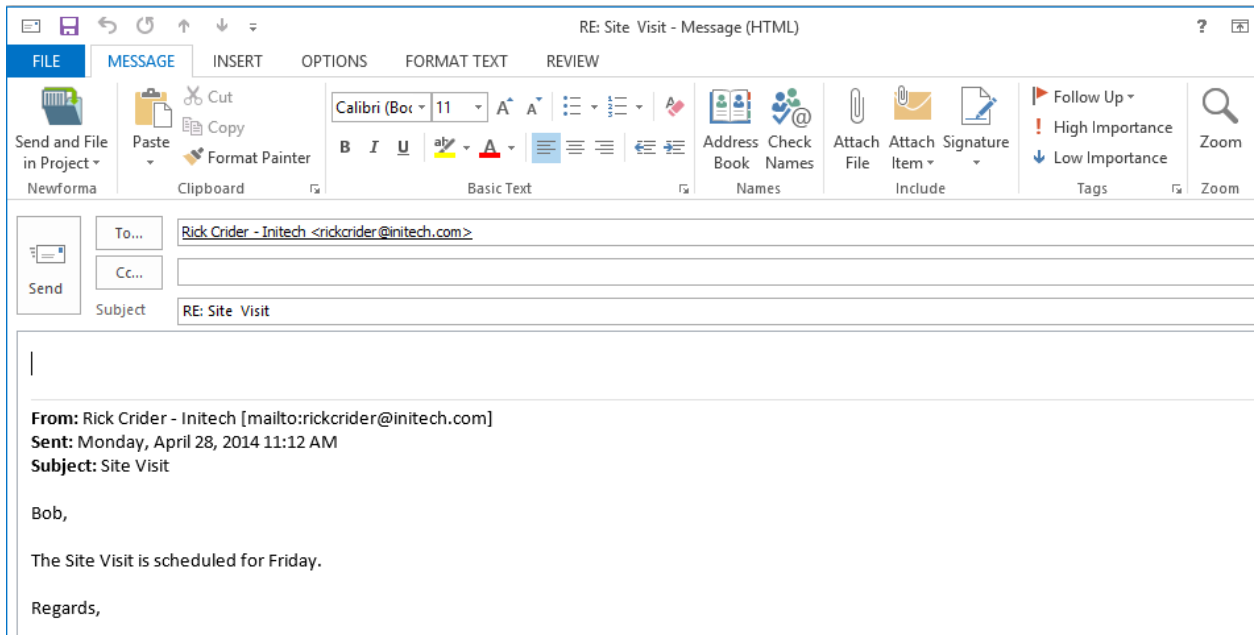 RE: Site  Visit - Message (HTML)
?
FILE MESSAGE INSERT OPTIONS FORMAT TEXT REVIEW
Send and File
in Project
Newforma
Paste
Cut
Copy
Format Painter
Clipboard
Calibri (Boc 11 A A
B I U aby A
Basic Text
Address
Book
Check
Names
Names
Attach
File
Attach
Item
Signature
Include
Follow Up
! High Importance
Low Importance
Tags
Zoom
Zoom
Send
To... Rick Crider - Initech <rickcrider@initech.com>
Cc...
Subject RE: Site  Visit
From: Rick Crider - Initech [mailto:rickcrider@initech.com]
Sent: Monday, April 28, 2014 11:12 AM
Subject: Site Visit
Bob,
The Site Visit is scheduled for Friday.
Regards,